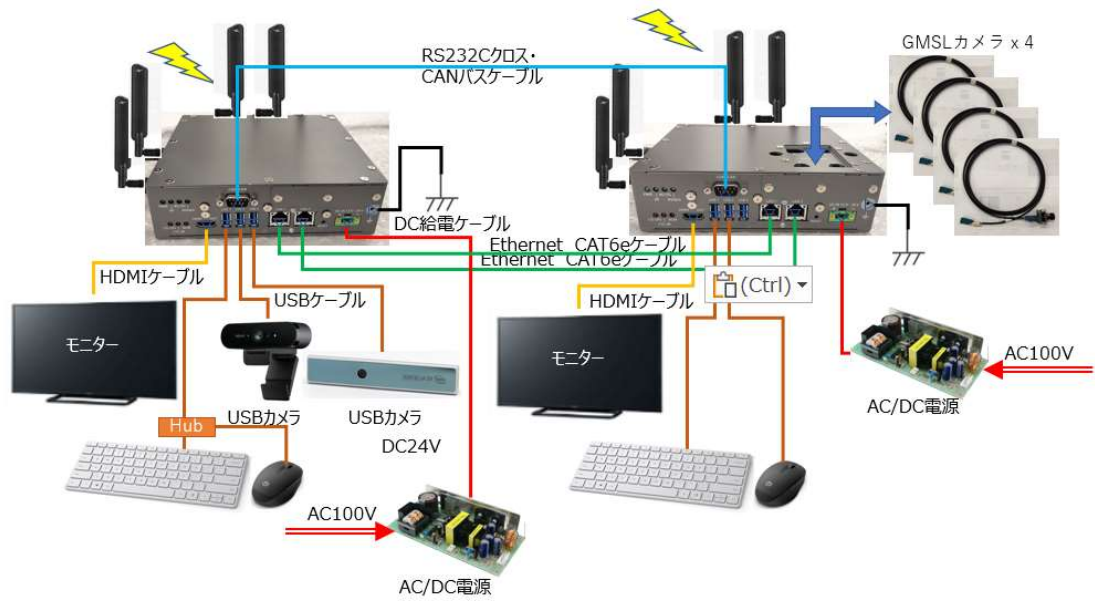 RS232Cクロス・
CANバスケーブル
GMSLカメラ x 4
DC給電ケーブル
Ethernet CAT6eケーブル
Ethernet CAT6eケーブル
HDMIケーブル
USBケーブル
HDMIケーブル
(Ctrl)
モニター
モニター
AC100V
AC/DC電源
USBカメラ
USBカメラ
Hub
DC24V
AC100V
AC/DC電源